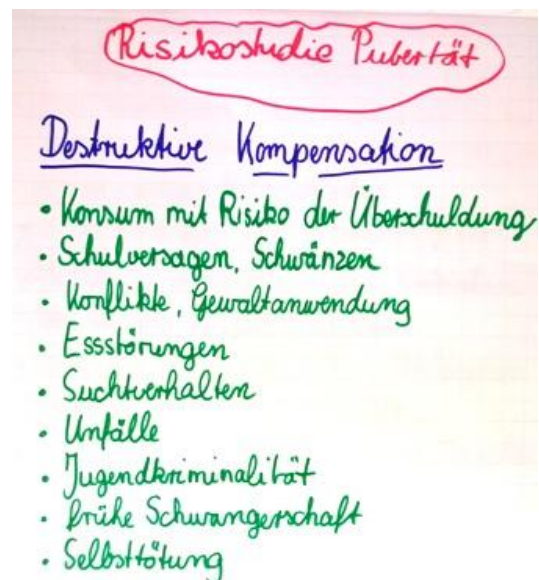 Risikostudie Pubertät
Destruktive Kompensation
• Konsum mit Risiko der Überschuldung
• Schulversagen, Schwänzen
• Konflikte, Gewaltanwendung
• Essstörungen
• Suchtverhalten
• Unfälle
• Jugendkriminalität
• frühe Schwangerschaft
• Selbsttötung